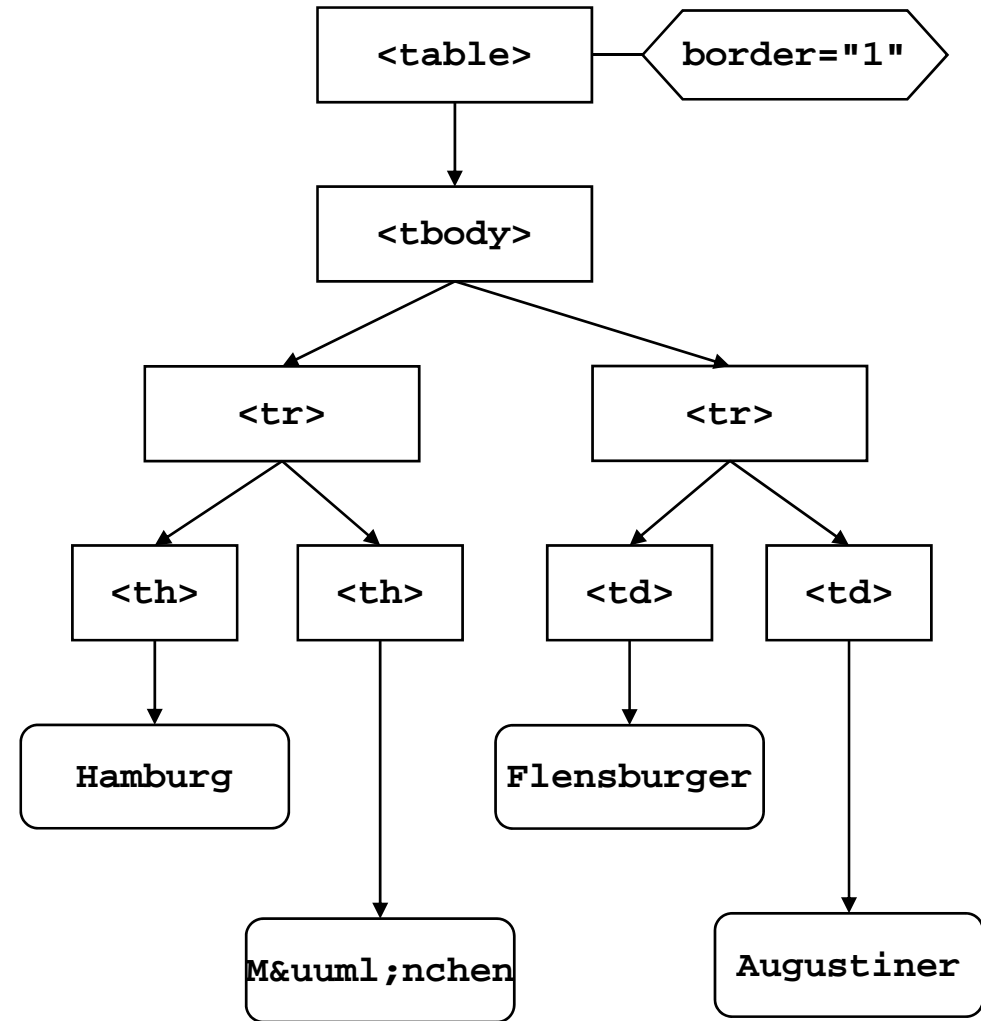 <table>
border="1"
<tbody>
<tr>
<tr>
<th>
<th>
<td>
<td>
Hamburg
Flensburger
M&uuml;nchen
Augustiner